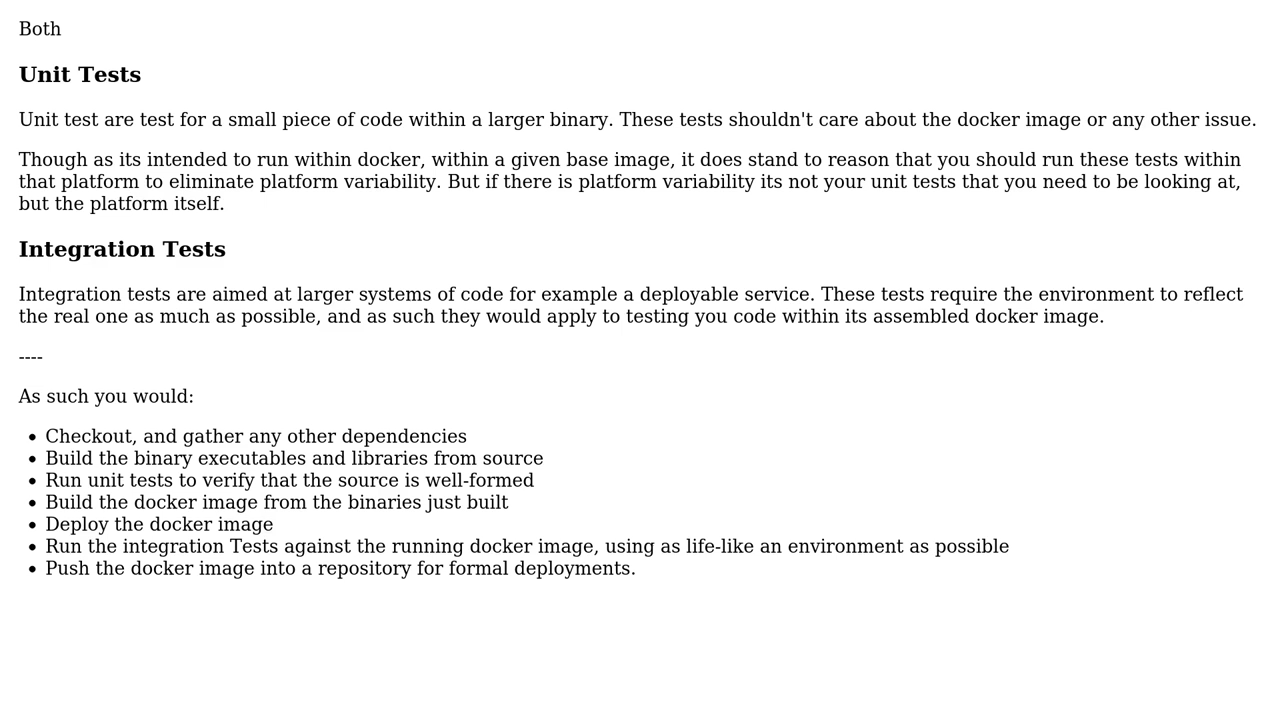 Both
Unit Tests
Unit test are test for a small piece of code within a larger binary. These tests shouldn't care about the docker image or any other issue.
Though as its intended to run within docker, within a given base image, it does stand to reason that you should run these tests within
that platform to eliminate platform variability. But if there is platform variability its not your unit tests that you need to be looking at,
but the platform itself.
Integration Tests
Integration tests are aimed at larger systems of code for example a deployable service. These tests require the environment to reflect
the real one as much as possible, and as such they would apply to testing you code within its assembled docker image.
----
As such you would:
• Checkout, and gather any other dependencies
• Build the binary executables and libraries from source
• Run unit tests to verify that the source is well-formed
• Build the docker image from the binaries just built
• Deploy the docker image
• Run the integration Tests against the running docker image, using as life-like an environment as possible
• Push the docker image into a repository for formal deployments.